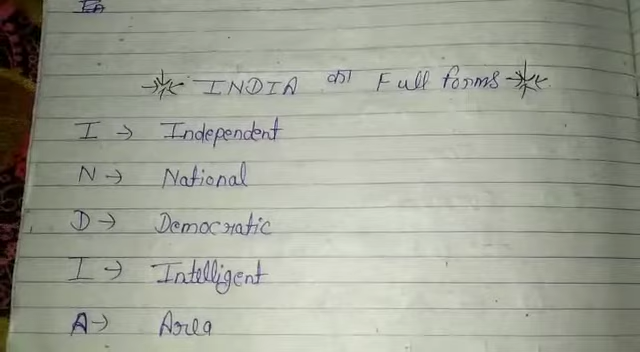 INDIA का Full forms
I → Independent
N → National
D → Democratic
I → Intelligent
A → Area